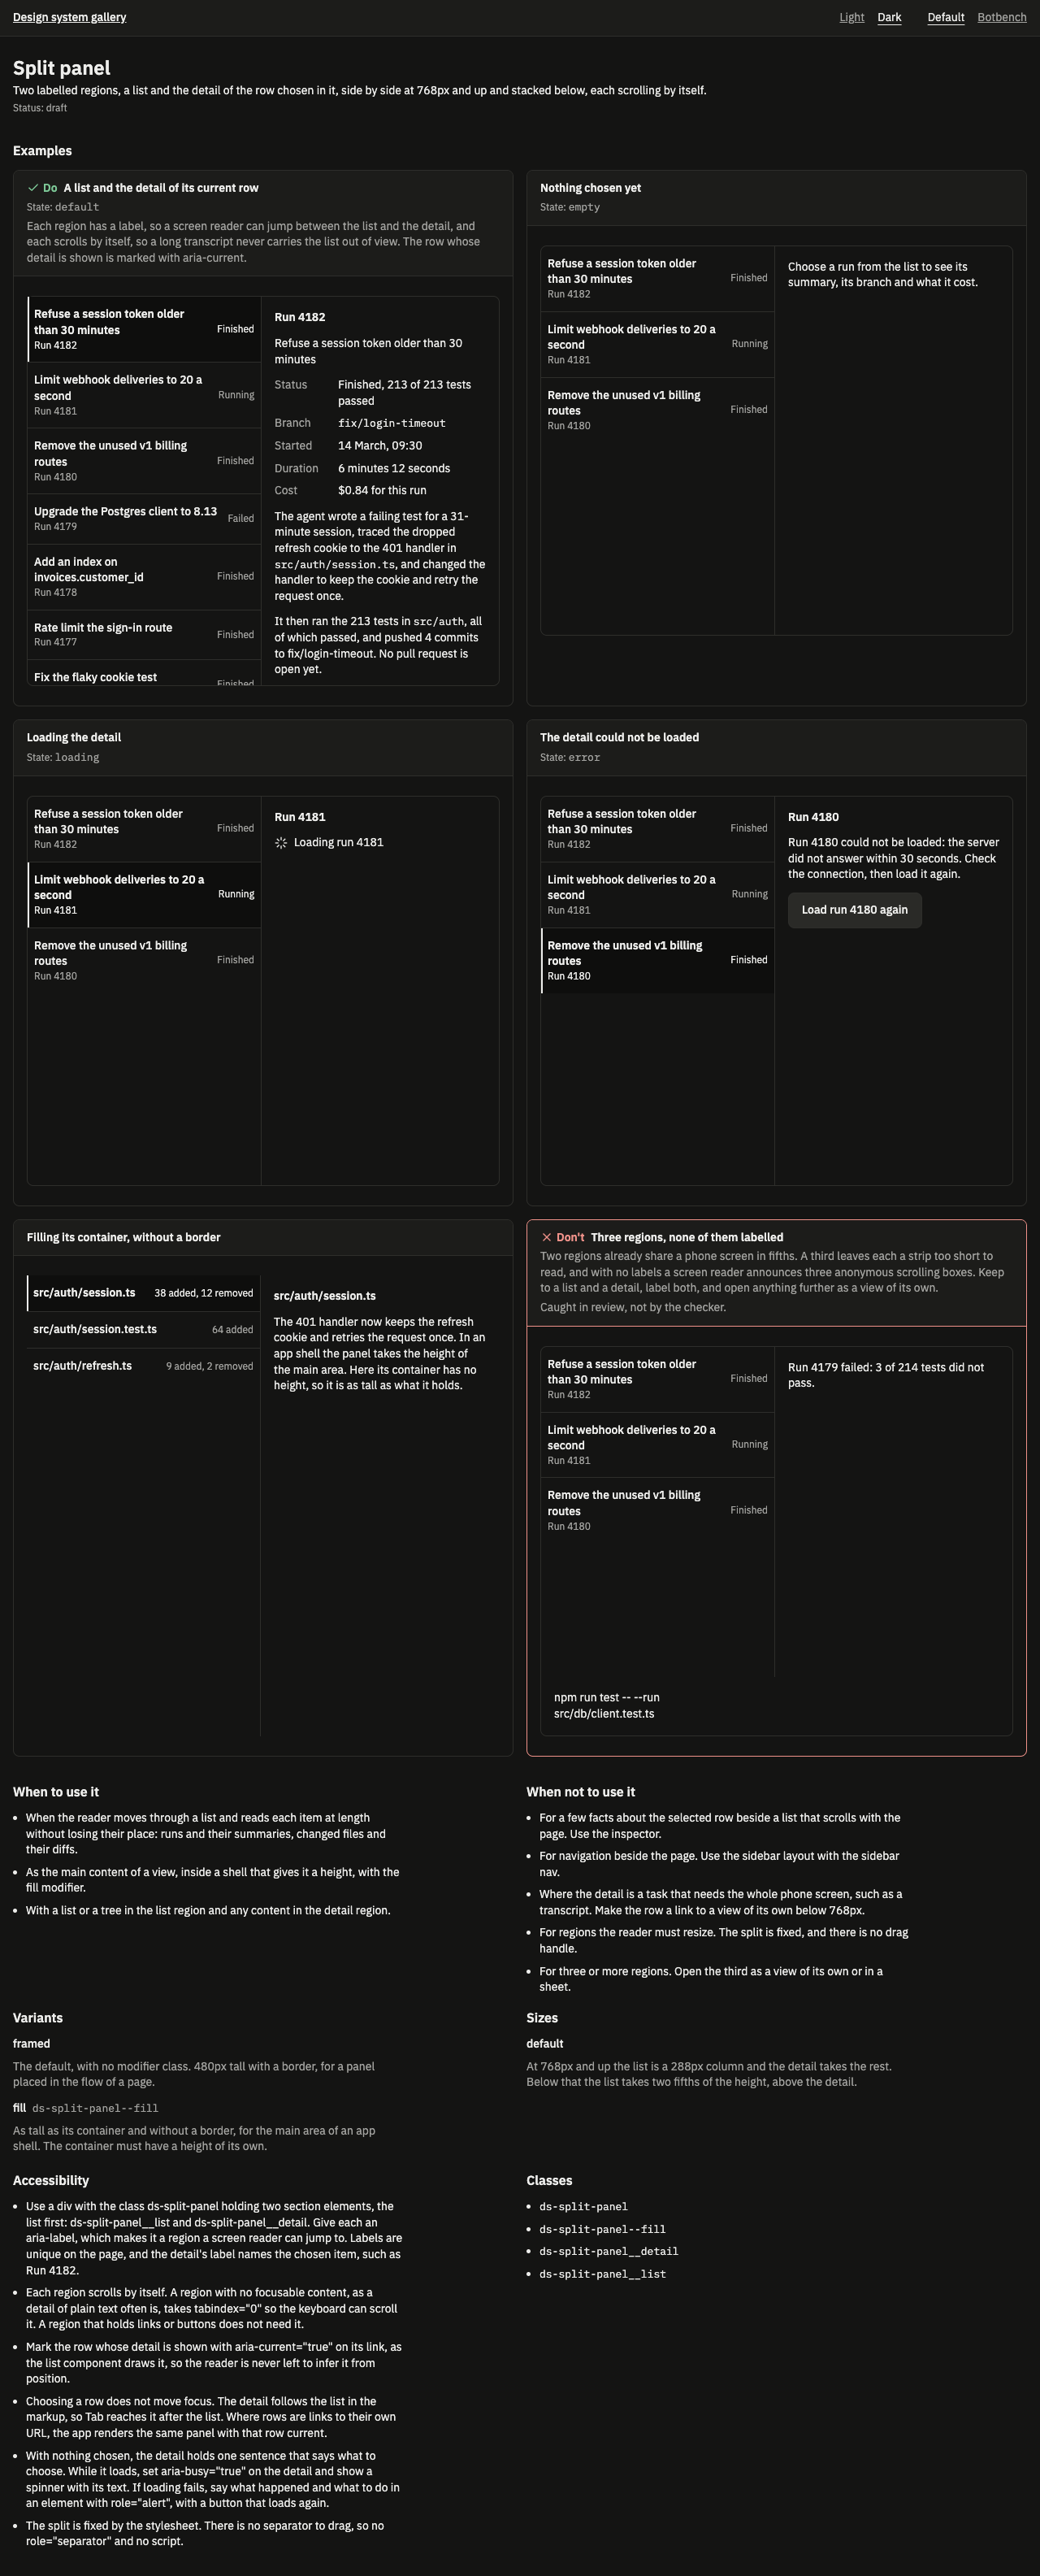 Design system gallery
Light Dark Default Botbench
Split panel
Two labelled regions, a list and the detail of the row chosen in it, side by side at 768px and up and stacked below, each scrolling by itself.
Status: draft
Examples
Do A list and the detail of its current row
State: default
Each region has a label, so a screen reader can jump between the list and the detail, and
each scrolls by itself, so a long transcript never carries the list out of view. The row whose
detail is shown is marked with aria-current.
Refuse a session token older
than 30 minutes
Run 4182
Finished
Limit webhook deliveries to 20 a
second
Run 4181
Running
Remove the unused v1 billing
routes
Run 4180
Finished
Upgrade the Postgres client to 8.13
Run 4179
Failed
Add an index on
invoices.customer_id
Run 4178
Finished
Rate limit the sign-in route
Run 4177
Finished
Fix the flaky cookie test
Finished
Run 4182
Refuse a session token older than 30
minutes
Status Finished, 213 of 213 tests
passed
Branch fix/login-timeout
Started 14 March, 09:30
Duration 6 minutes 12 seconds
Cost $0.84 for this run
The agent wrote a failing test for a 31-
minute session, traced the dropped
refresh cookie to the 401 handler in
src/auth/session.ts, and changed the
handler to keep the cookie and retry the
request once.
It then ran the 213 tests in src/auth, all
of which passed, and pushed 4 commits
to fix/login-timeout. No pull request is
open yet.
Nothing chosen yet
State: empty
Refuse a session token older
than 30 minutes
Run 4182
Finished
Limit webhook deliveries to 20 a
second
Run 4181
Running
Remove the unused v1 billing
routes
Run 4180
Finished
Choose a run from the list to see its
summary, its branch and what it cost.
Loading the detail
State: loading
Refuse a session token older
than 30 minutes
Run 4182
Finished
Limit webhook deliveries to 20 a
second
Run 4181
Running
Remove the unused v1 billing
routes
Run 4180
Finished
Run 4181
Loading run 4181
The detail could not be loaded
State: error
Refuse a session token older
than 30 minutes
Run 4182
Finished
Limit webhook deliveries to 20 a
second
Run 4181
Running
Remove the unused v1 billing
routes
Run 4180
Finished
Run 4180
Run 4180 could not be loaded: the server
did not answer within 30 seconds. Check
the connection, then load it again.
Load run 4180 again
Filling its container, without a border
src/auth/session.ts 38 added, 12 removed
src/auth/session.test.ts 64 added
src/auth/refresh.ts 9 added, 2 removed
src/auth/session.ts
The 401 handler now keeps the refresh
cookie and retries the request once. In an
app shell the panel takes the height of
the main area. Here its container has no
height, so it is as tall as what it holds.
Don't Three regions, none of them labelled
Two regions already share a phone screen in fifths. A third leaves each a strip too short to
read, and with no labels a screen reader announces three anonymous scrolling boxes. Keep
to a list and a detail, label both, and open anything further as a view of its own.
Caught in review, not by the checker.
Refuse a session token older
than 30 minutes
Run 4182
Finished
Limit webhook deliveries to 20 a
second
Run 4181
Running
Remove the unused v1 billing
routes
Run 4180
Finished
Run 4179 failed: 3 of 214 tests did not
pass.
npm run test -- --run
src/db/client.test.ts
When to use it
When the reader moves through a list and reads each item at length
without losing their place: runs and their summaries, changed files and
their diffs.
As the main content of a view, inside a shell that gives it a height, with the
fill modifier.
With a list or a tree in the list region and any content in the detail region.
When not to use it
For a few facts about the selected row beside a list that scrolls with the
page. Use the inspector.
For navigation beside the page. Use the sidebar layout with the sidebar
nav.
Where the detail is a task that needs the whole phone screen, such as a
transcript. Make the row a link to a view of its own below 768px.
For regions the reader must resize. The split is fixed, and there is no drag
handle.
For three or more regions. Open the third as a view of its own or in a
sheet.
Variants
framed
The default, with no modifier class. 480px tall with a border, for a panel
placed in the flow of a page.
fill ds-split-panel--fill
As tall as its container and without a border, for the main area of an app
shell. The container must have a height of its own.
Sizes
default
At 768px and up the list is a 288px column and the detail takes the rest.
Below that the list takes two fifths of the height, above the detail.
Accessibility
Use a div with the class ds-split-panel holding two section elements, the
list first: ds-split-panel__list and ds-split-panel__detail. Give each an
aria-label, which makes it a region a screen reader can jump to. Labels are
unique on the page, and the detail's label names the chosen item, such as
Run 4182.
Each region scrolls by itself. A region with no focusable content, as a
detail of plain text often is, takes tabindex="0" so the keyboard can scroll
it. A region that holds links or buttons does not need it.
Mark the row whose detail is shown with aria-current="true" on its link, as
the list component draws it, so the reader is never left to infer it from
position.
Choosing a row does not move focus. The detail follows the list in the
markup, so Tab reaches it after the list. Where rows are links to their own
URL, the app renders the same panel with that row current.
With nothing chosen, the detail holds one sentence that says what to
choose. While it loads, set aria-busy="true" on the detail and show a
spinner with its text. If loading fails, say what happened and what to do in
an element with role="alert", with a button that loads again.
The split is fixed by the stylesheet. There is no separator to drag, so no
role="separator" and no script.
Classes
ds-split-panel
ds-split-panel--fill
ds-split-panel__detail
ds-split-panel__list